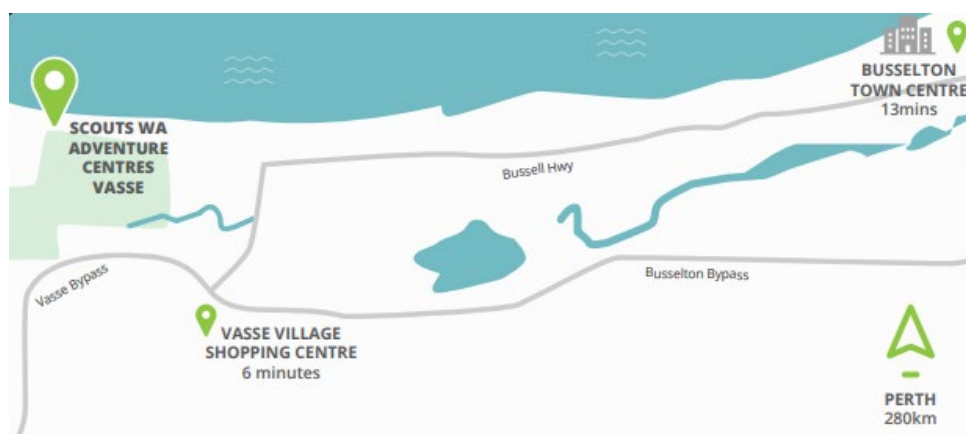 BUSSELTON
TOWN CENTRE
13mins
SCOUTS WA
ADVENTURE
CENTRES
VASSE
Bussell Hwy
Vasse Bypass
Busselton Bypass
VASSE VILLAGE
SHOPPING CENTRE
6 minutes
PERTH
280km